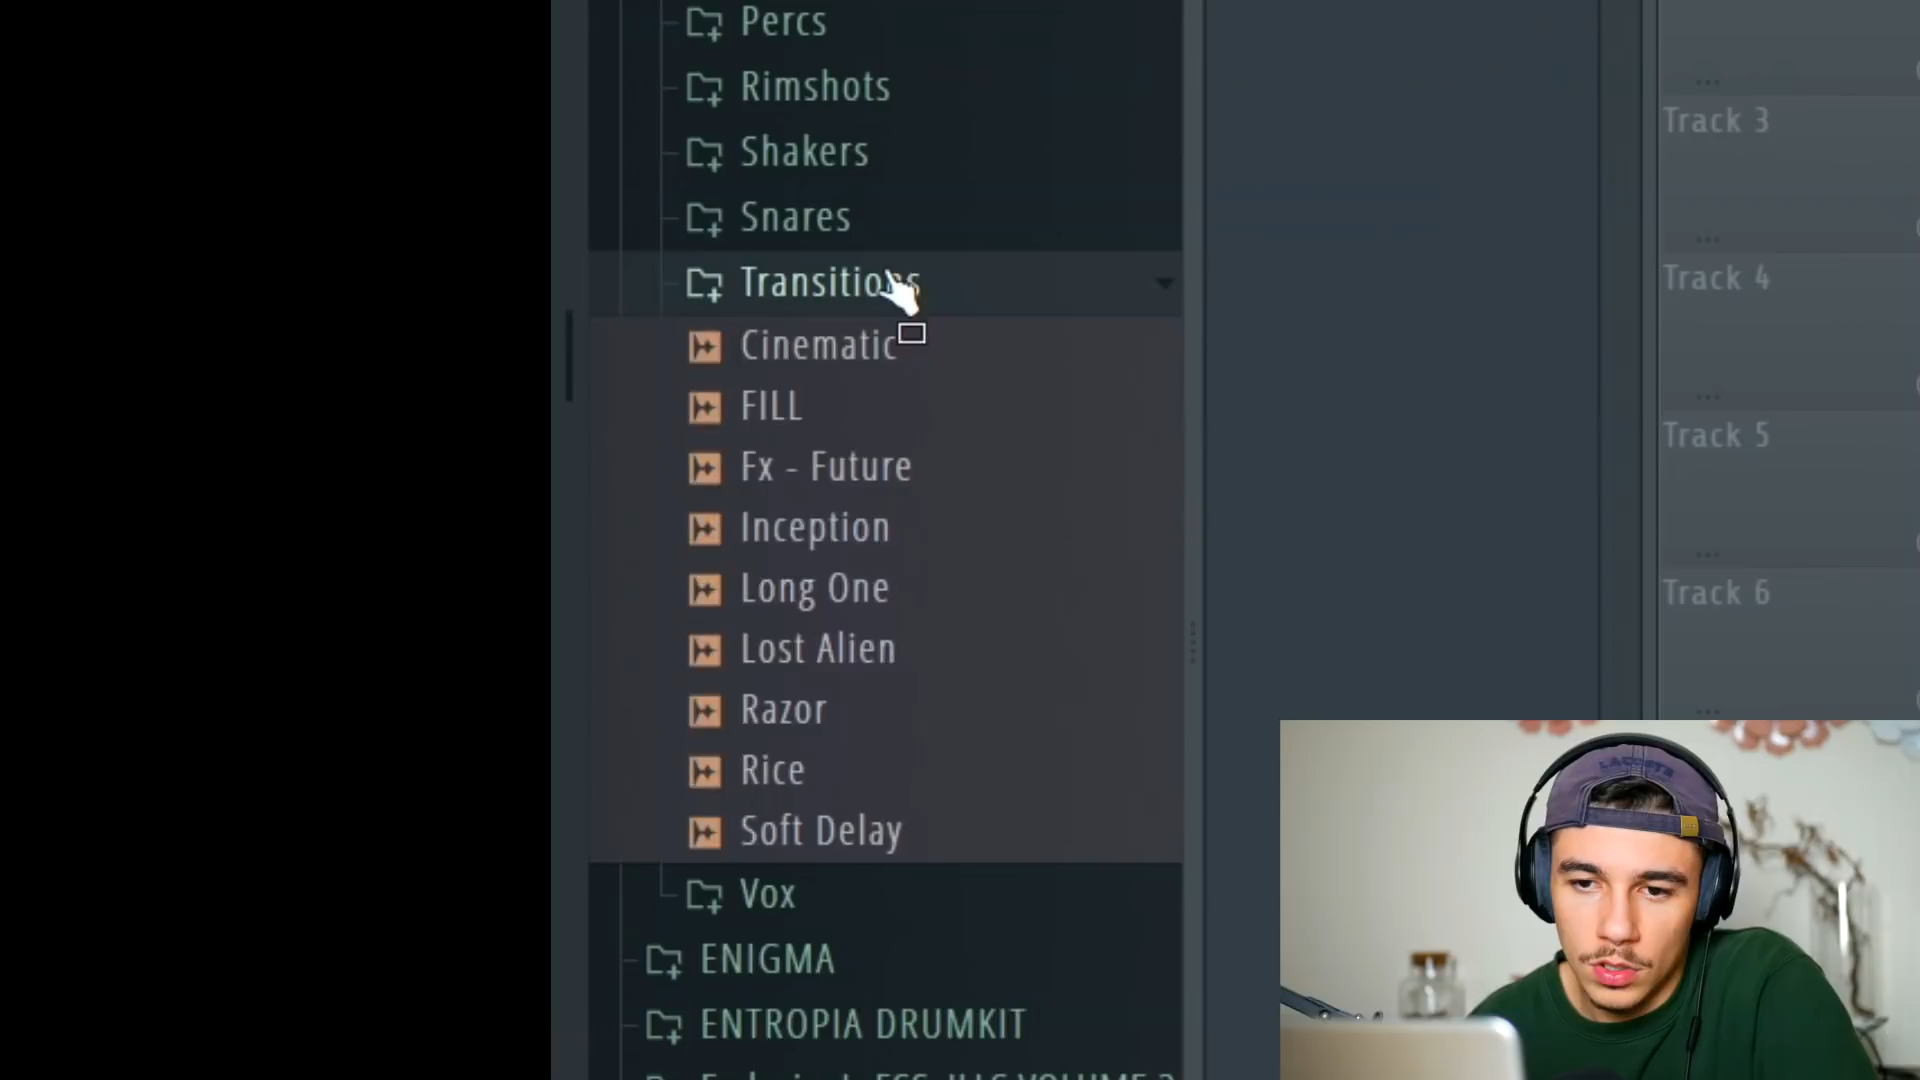 Percs
Rimshots
Shakers
Snares
Transitions
Cinematic
FILL
Fx - Future
Inception
Long One
Lost Alien
Razor
Rice
Soft Delay
Vox
ENIGMA
ENTROPIA DRUMKIT
Track 3
Track 4
Track 5
Track 6
LACOSTE